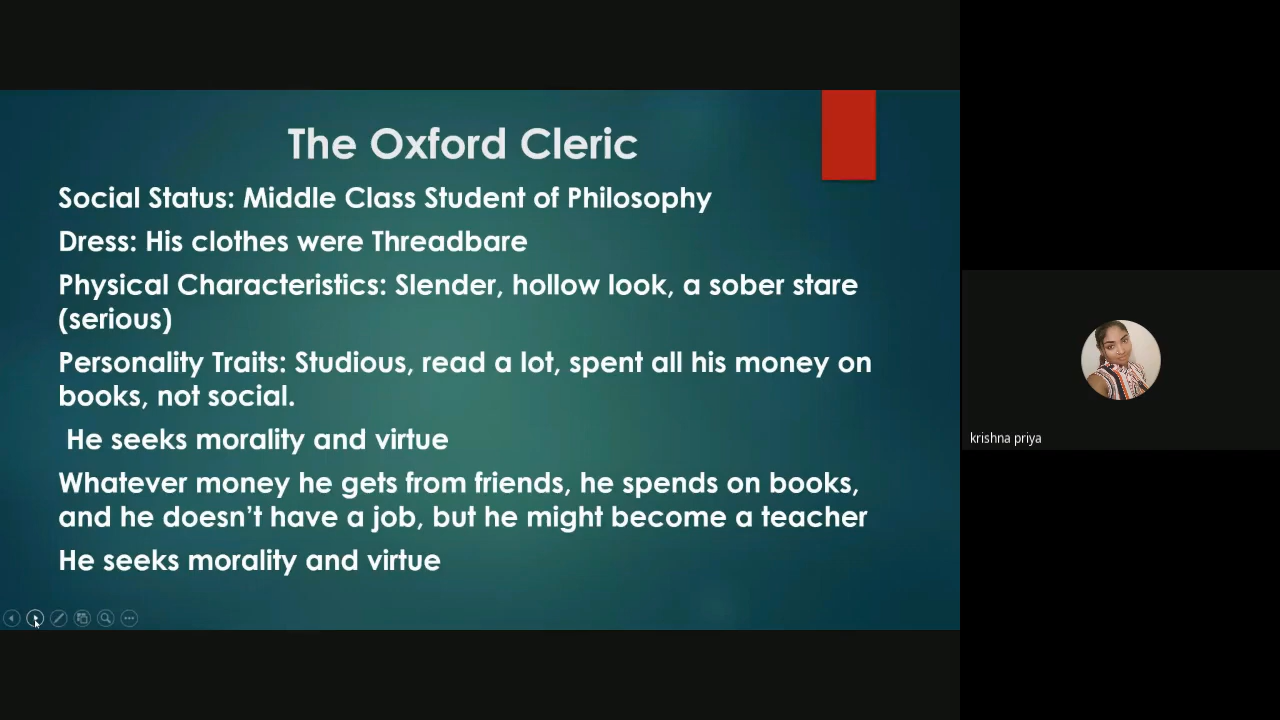 The Oxford Cleric
Social Status: Middle Class Student of Philosophy
Dress: His clothes were Threadbare
Physical Characteristics: Slender, hollow look, a sober stare
(serious)
Personality Traits: Studious, read a lot, spent all his money on
books, not social.
He seeks morality and virtue
Whatever money he gets from friends, he spends on books,
and he doesn’t have a job, but he might become a teacher
He seeks morality and virtue
krishna priya